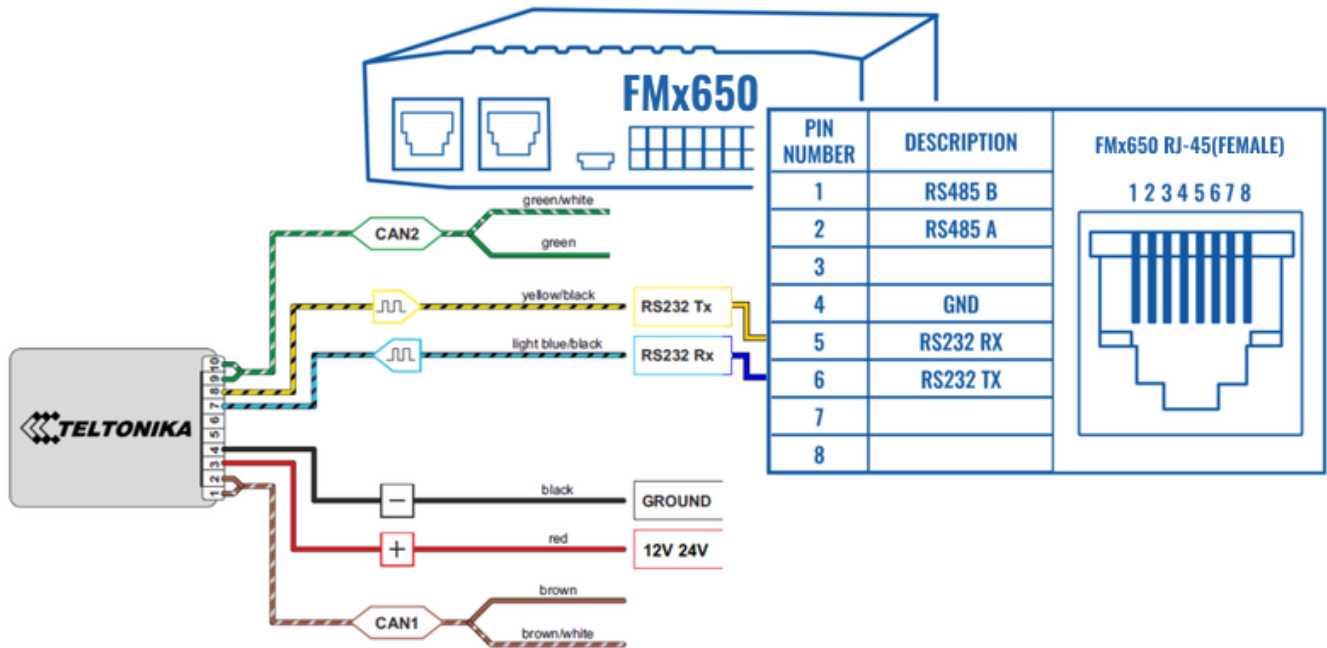 FMx650
PIN NUMBER DESCRIPTION FMx650 RJ-45(FEMALE)
1 RS485 B 1 2 3 4 5 6 7 8
2 RS485 A
3
4 GND
5 RS232 RX
6 RS232 TX
7
8
green/white
CAN2
green
yellow/black
RS232 Tx
light blue/black
RS232 Rx
TELTONIKA
10
9
8
7
6
5
4
3
2
1
black
− GROUND
red
+ 12V 24V
brown
CAN1
brown/white